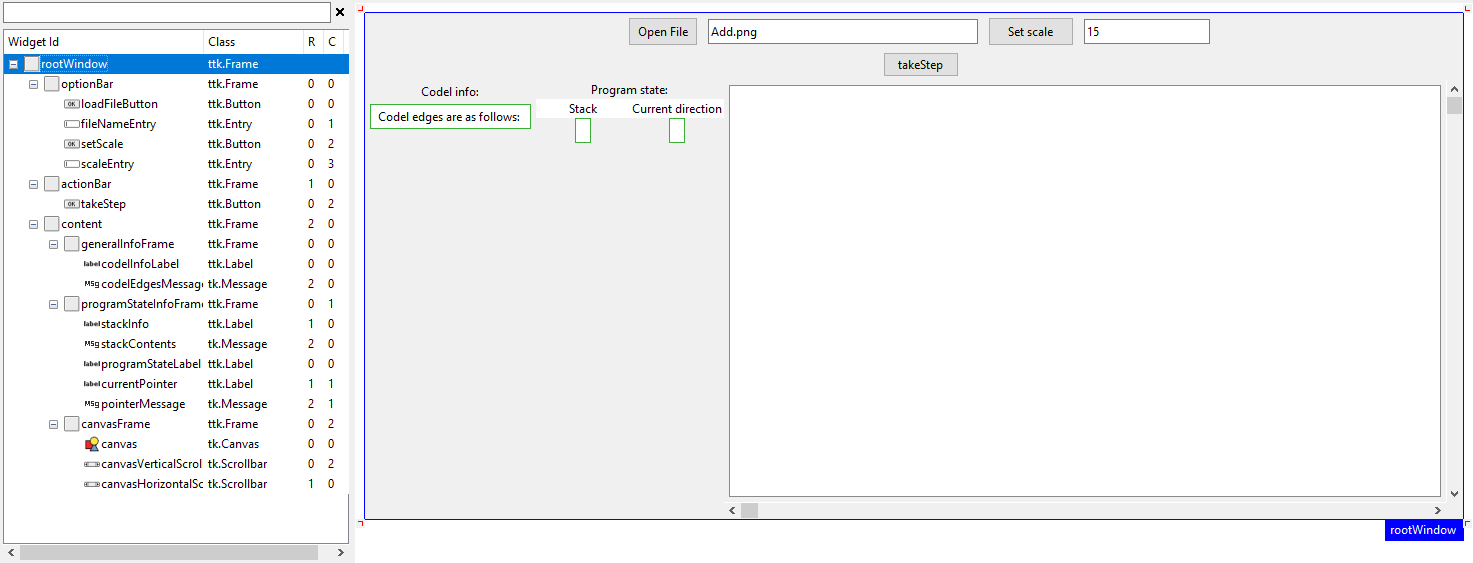 Widget Id Class R C
rootWindow ttk.Frame
optionBar ttk.Frame 0 0
loadFileButton ttk.Button 0 0
fileNameEntry ttk.Entry 0 1
setScale ttk.Button 0 2
scaleEntry ttk.Entry 0 3
actionBar ttk.Frame 1 0
takeStep ttk.Button 0 2
content ttk.Frame 2 0
generalInfoFrame ttk.Frame 0 0
label codelInfoLabel ttk.Label 0 0
MSg codelEdgesMessage tk.Message 2 0
programStateInfoFrame ttk.Frame 0 1
label stackInfo ttk.Label 1 0
MSg stackContents tk.Message 2 0
label programStateLabel ttk.Label 0 0
label currentPointer ttk.Label 1 1
MSg pointerMessage tk.Message 2 1
canvasFrame ttk.Frame 0 2
canvas tk.Canvas 0 0
canvasVerticalScrol tk.Scrollbar 0 2
canvasHorizontalSc tk.Scrollbar 1 0
Open File Add.png Set scale 15
takeStep
Codel info:
Codel edges are as follows:
Program state:
Stack Current direction
rootWindow